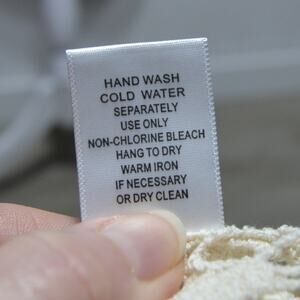 HAND WASH
COLD WATER
SEPARATELY
USE ONLY
NON-CHLORINE BLEACH
HANG TO DRY
WARM IRON
IF NECESSARY
OR DRY CLEAN